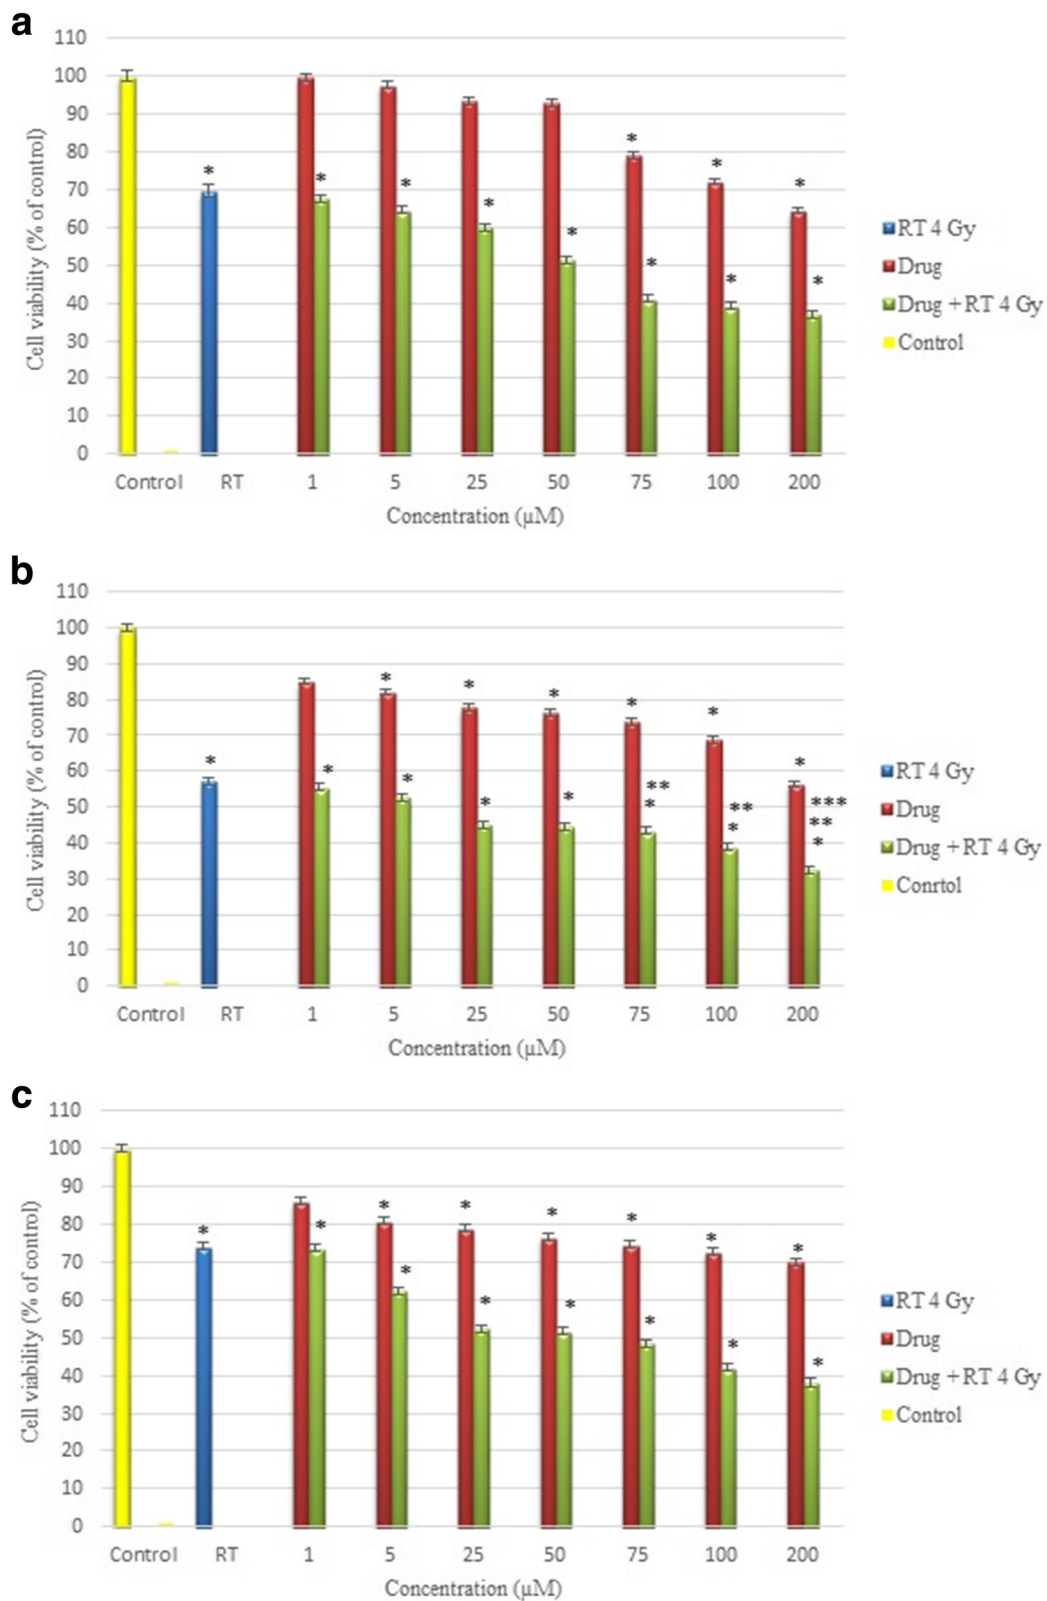 a
110
100
90
80
70
60
50
40
30
20
10
0
Cell viability (% of control)
* * * * * * * * * * *
Control RT 1 5 25 50 75 100 200
Concentration (µM)
RT 4 Gy
Drug
Drug + RT 4 Gy
Control
b
110
100
90
80
70
60
50
40
30
20
10
0
Cell viability (% of control)
* * * * * * * * * * * ** * ** * * *** ** *
Control RT 1 5 25 50 75 100 200
Concentration (µM)
RT 4 Gy
Drug
Drug + RT 4 Gy
Conrtol
c
110
100
90
80
70
60
50
40
30
20
10
0
Cell viability (% of control)
* * * * * * * * * * * * * *
Control RT 1 5 25 50 75 100 200
Concentration (µM)
RT 4 Gy
Drug
Drug + RT 4 Gy
Control